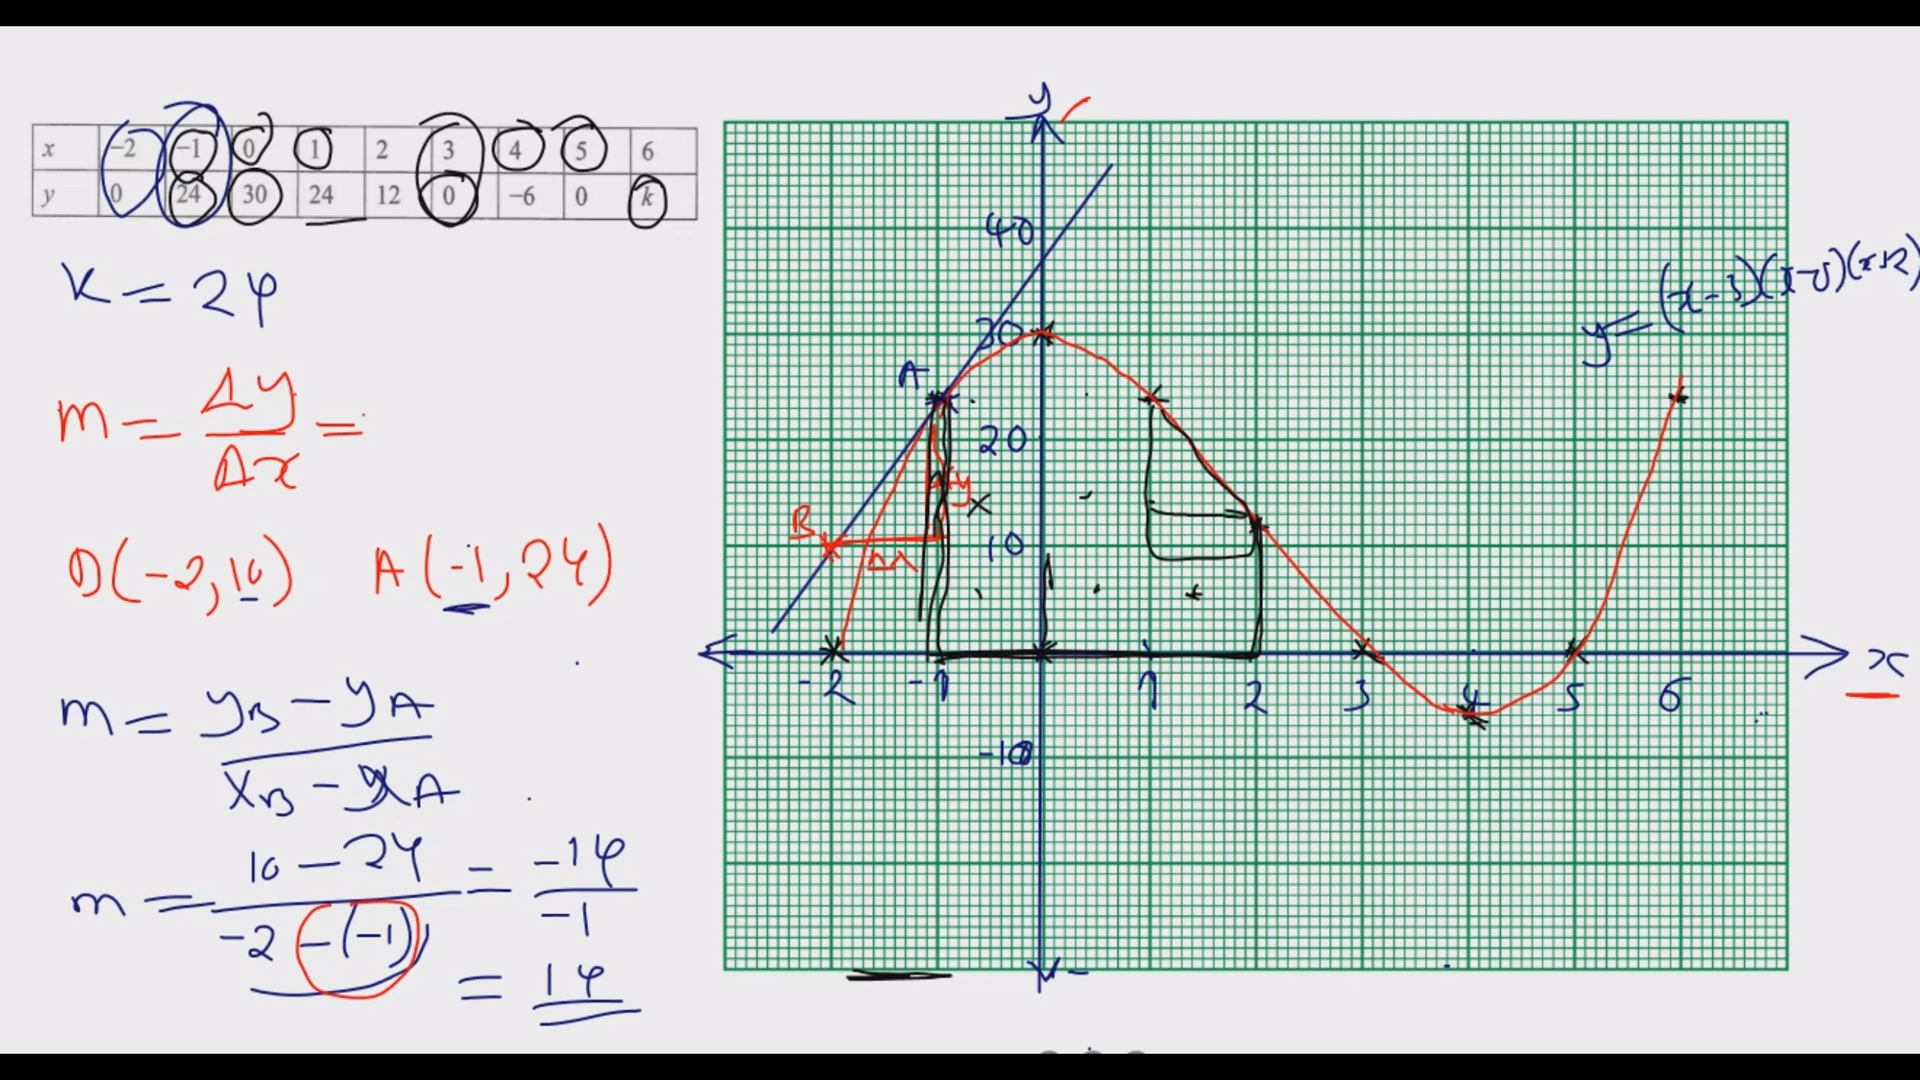 x -2 -1 0 1 2 3 4 5 6
y 0 24 30 24 12 0 -6 0 k
K = 24
m = Δy/Δx =
B(-2, 10) A(-1, 24)
m = (yB - yA)/(xB - xA)
m = (10 - 24)/(-2 - (-1)) = -14/-1
= 14
y
40
30
20
10
-10
-2 -1 1 2 3 4 5 6
x
A
B
Δy
Δx
y = (x-3)(x-5)(x+2)